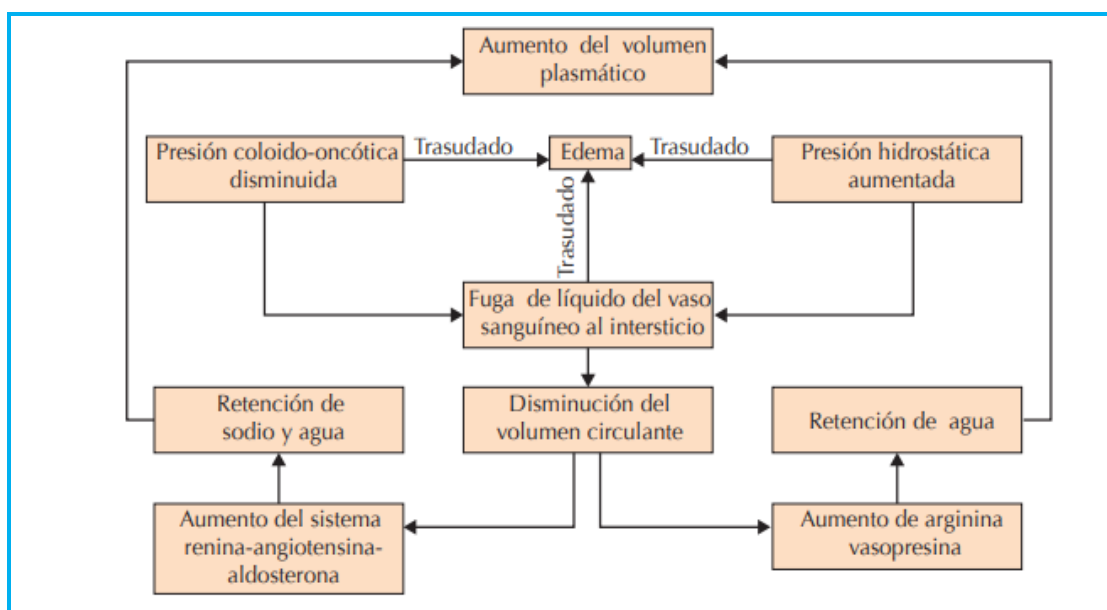 Aumento del volumen
plasmático
Presión coloido-oncótica
disminuida
Trasudado
Edema
Trasudado
Presión hidrostática
aumentada
Trasudado
Fuga de líquido del vaso
sanguíneo al intersticio
Retención de
sodio y agua
Disminución del
volumen circulante
Retención de agua
Aumento del sistema
renina-angiotensina-
aldosterona
Aumento de arginina
vasopresina